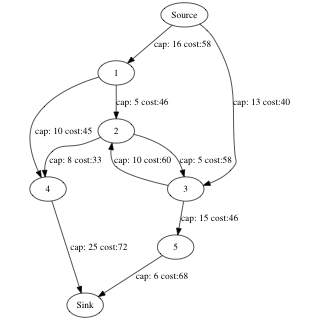 Source
cap: 16 cost:58
1
cap: 5 cost:46
cap: 13 cost:40
cap: 10 cost:45
2
cap: 8 cost:33
cap: 10 cost:60
cap: 5 cost:58
4
3
cap: 15 cost:46
cap: 25 cost:72
5
cap: 6 cost:68
Sink